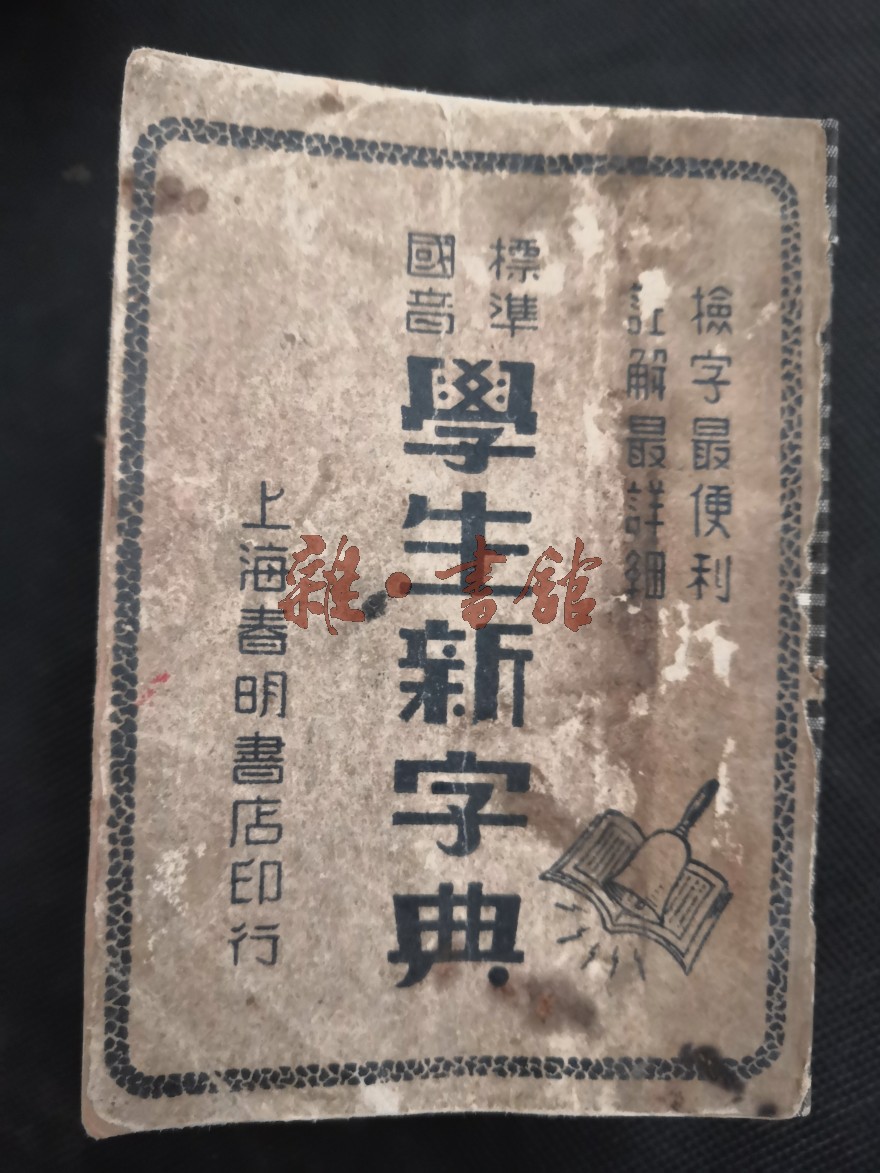 檢字最便利
註解最詳細
標準
國音
學生新字典
上海春明書店印行
雜·書館